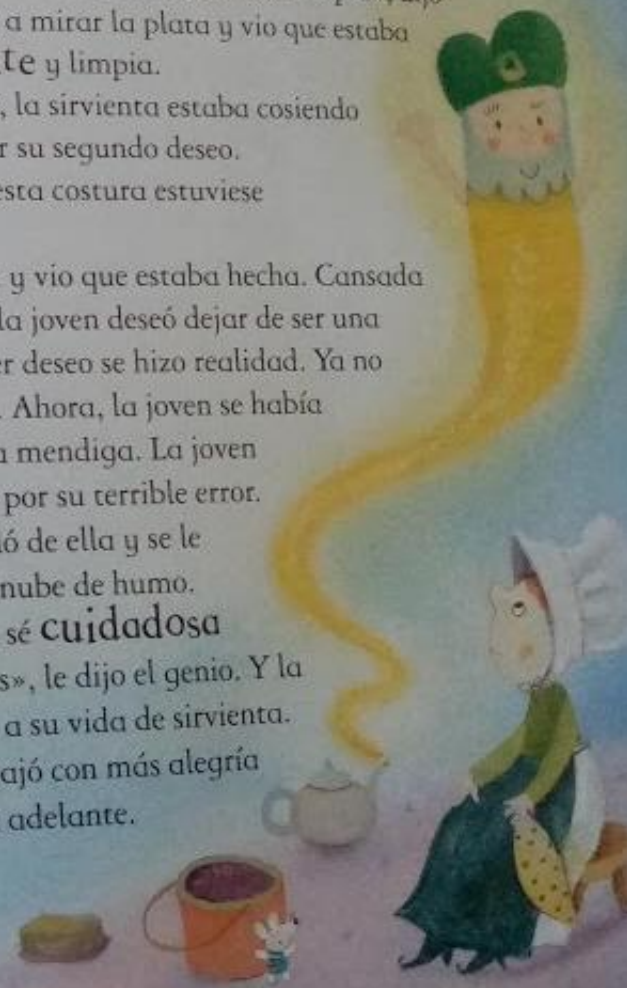 a mirar la plata y vio que estaba
te y limpia.
, la sirvienta estaba cosiendo
r su segundo deseo.
esta costura estuviese
y vio que estaba hecha. Cansada
la joven deseó dejar de ser una
er deseo se hizo realidad. Ya no
. Ahora, la joven se había
a mendiga. La joven
por su terrible error.
ó de ella y se le
nube de humo.
sé cuidadosa
s», le dijo el genio. Y la
a su vida de sirvienta.
ajó con más alegría
adelante.